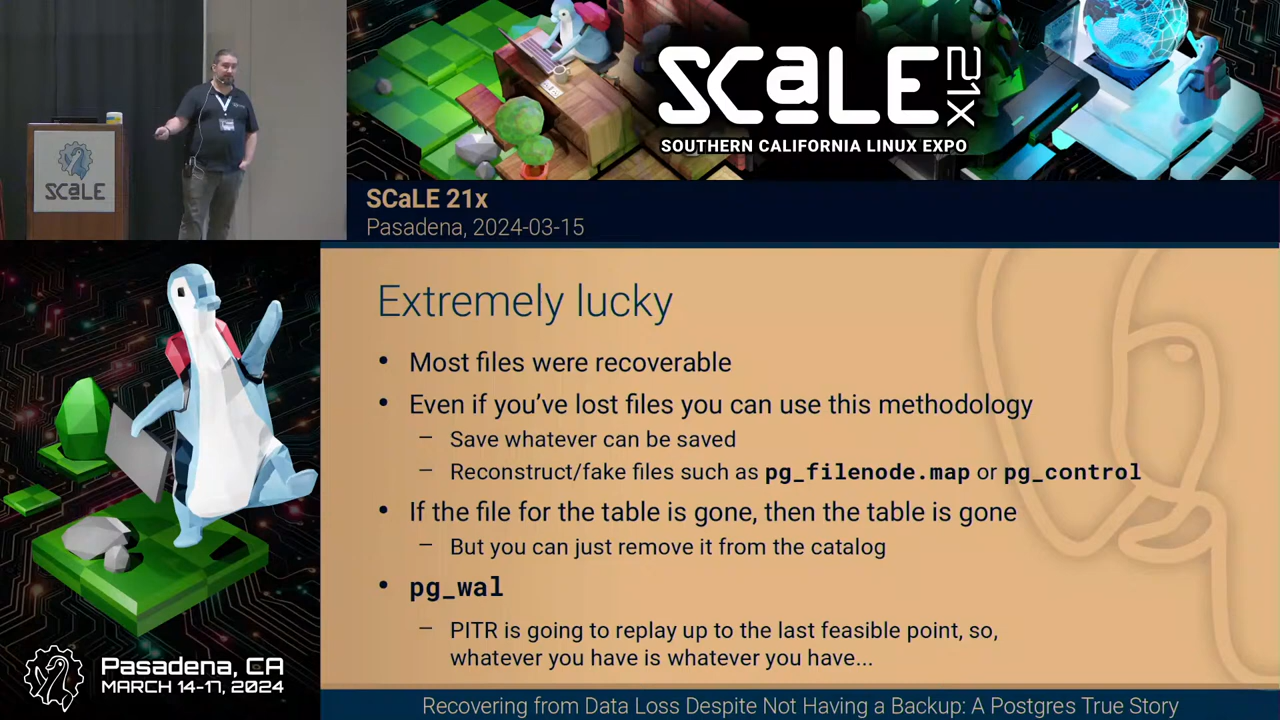 SCaLE 21x
SOUTHERN CALIFORNIA LINUX EXPO
SCaLE
SCaLE 21x
Pasadena, 2024-03-15
Extremely lucky
• Most files were recoverable
• Even if you’ve lost files you can use this methodology
– Save whatever can be saved
– Reconstruct/fake files such as pg_filenode.map or pg_control
• If the file for the table is gone, then the table is gone
– But you can just remove it from the catalog
• pg_wal
– PITR is going to replay up to the last feasible point, so,
whatever you have is whatever you have...
Pasadena, CA
MARCH 14-17, 2024
Recovering from Data Loss Despite Not Having a Backup: A Postgres True Story